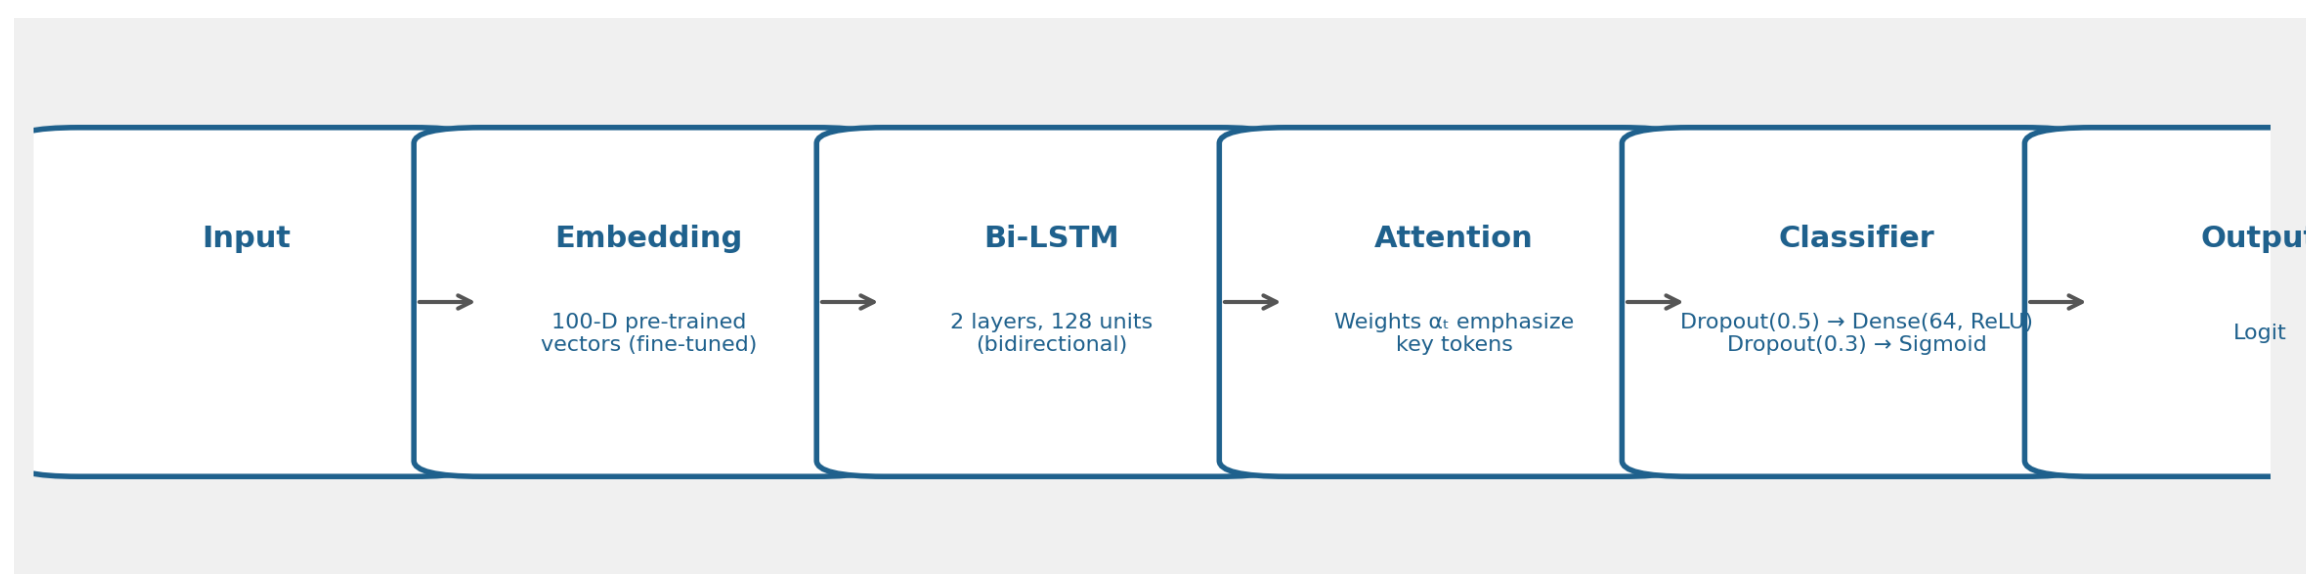 Input
Embedding
100-D pre-trained
vectors (fine-tuned)
Bi-LSTM
2 layers, 128 units
(bidirectional)
Attention
Weights αₜ emphasize
key tokens
Classifier
Dropout(0.5) → Dense(64, ReLU)
Dropout(0.3) → Sigmoid
Output
Logit